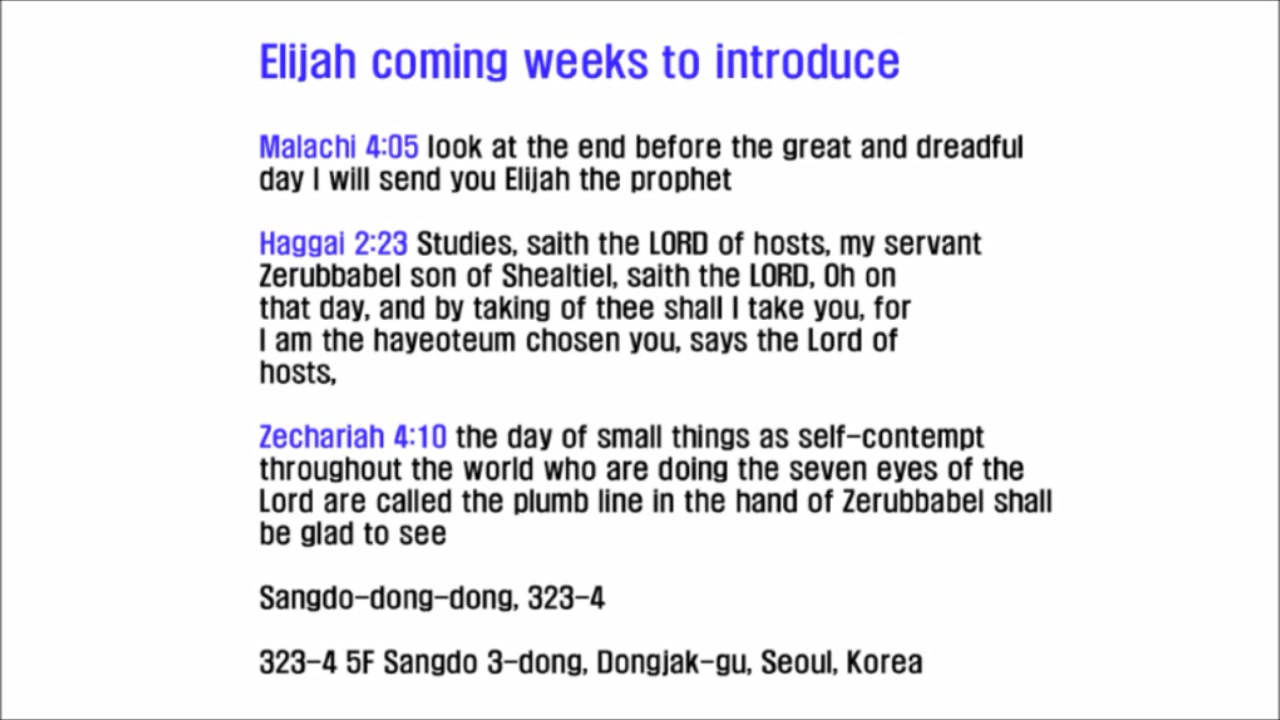 Elijah coming weeks to introduce
Malachi 4:05 look at the end before the great and dreadful
day I will send you Elijah the prophet
Haggai 2:23 Studies, saith the LORD of hosts, my servant
Zerubbabel son of Shealtiel, saith the LORD, Oh on
that day, and by taking of thee shall I take you, for
I am the hayeoteum chosen you, says the Lord of
hosts,
Zechariah 4:10 the day of small things as self-contempt
throughout the world who are doing the seven eyes of the
Lord are called the plumb line in the hand of Zerubbabel shall
be glad to see
Sangdo-dong-dong, 323-4
323-4 5F Sangdo 3-dong, Dongjak-gu, Seoul, Korea